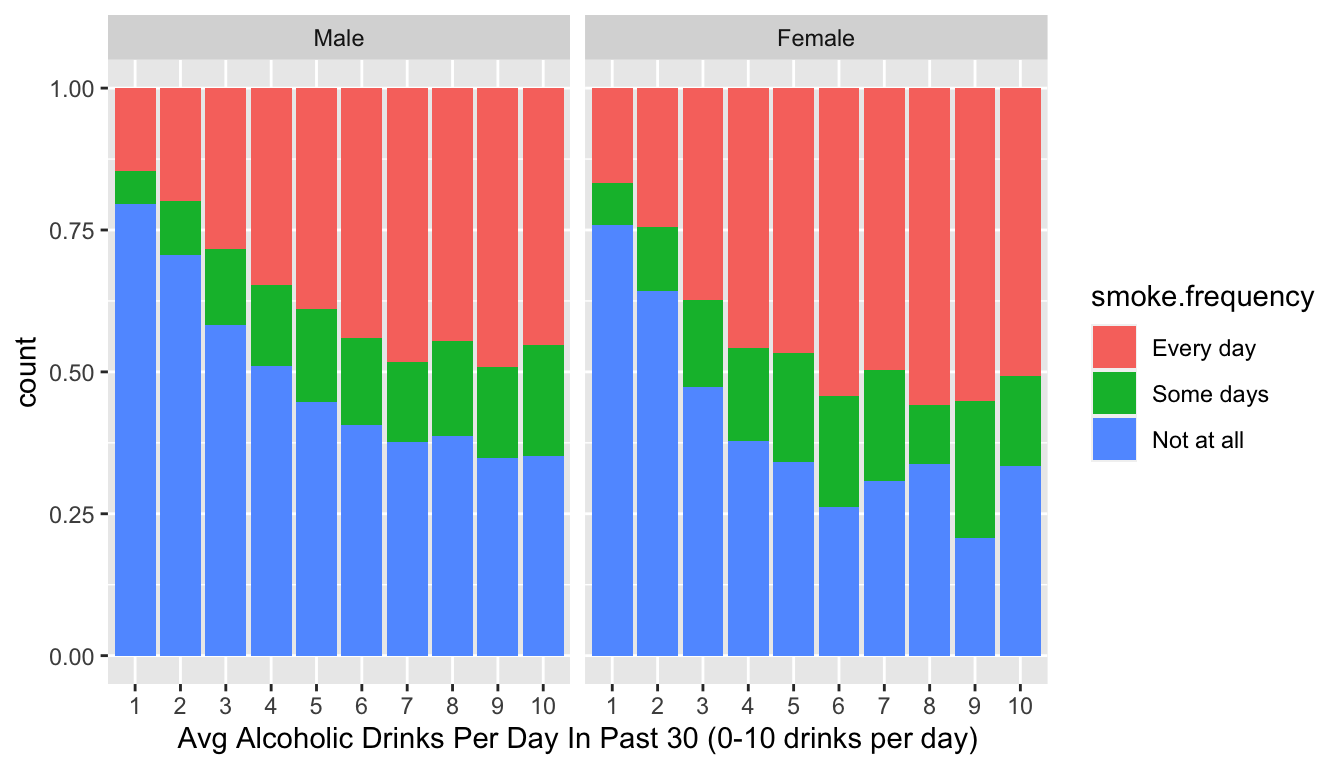 Male
Female
1.00
0.75
0.50
0.25
0.00
count
1 2 3 4 5 6 7 8 9 10
1 2 3 4 5 6 7 8 9 10
Avg Alcoholic Drinks Per Day In Past 30 (0-10 drinks per day)
smoke.frequency
Every day
Some days
Not at all